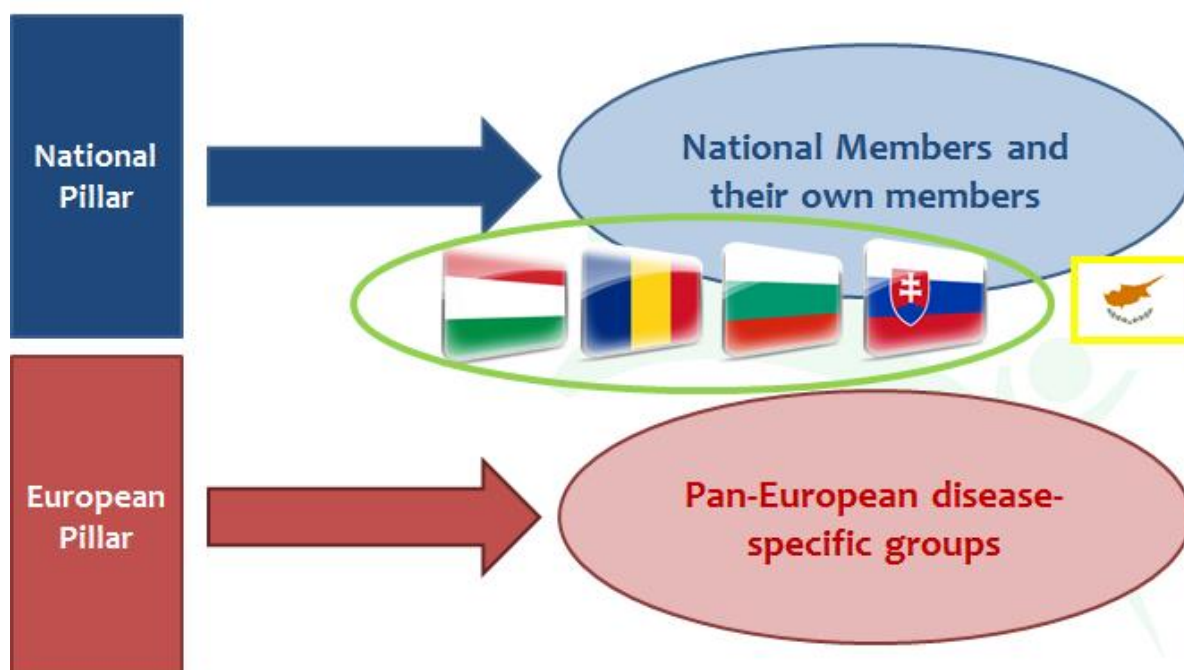 National
Pillar
National Members and
their own members
European
Pillar
Pan-European disease-
specific groups